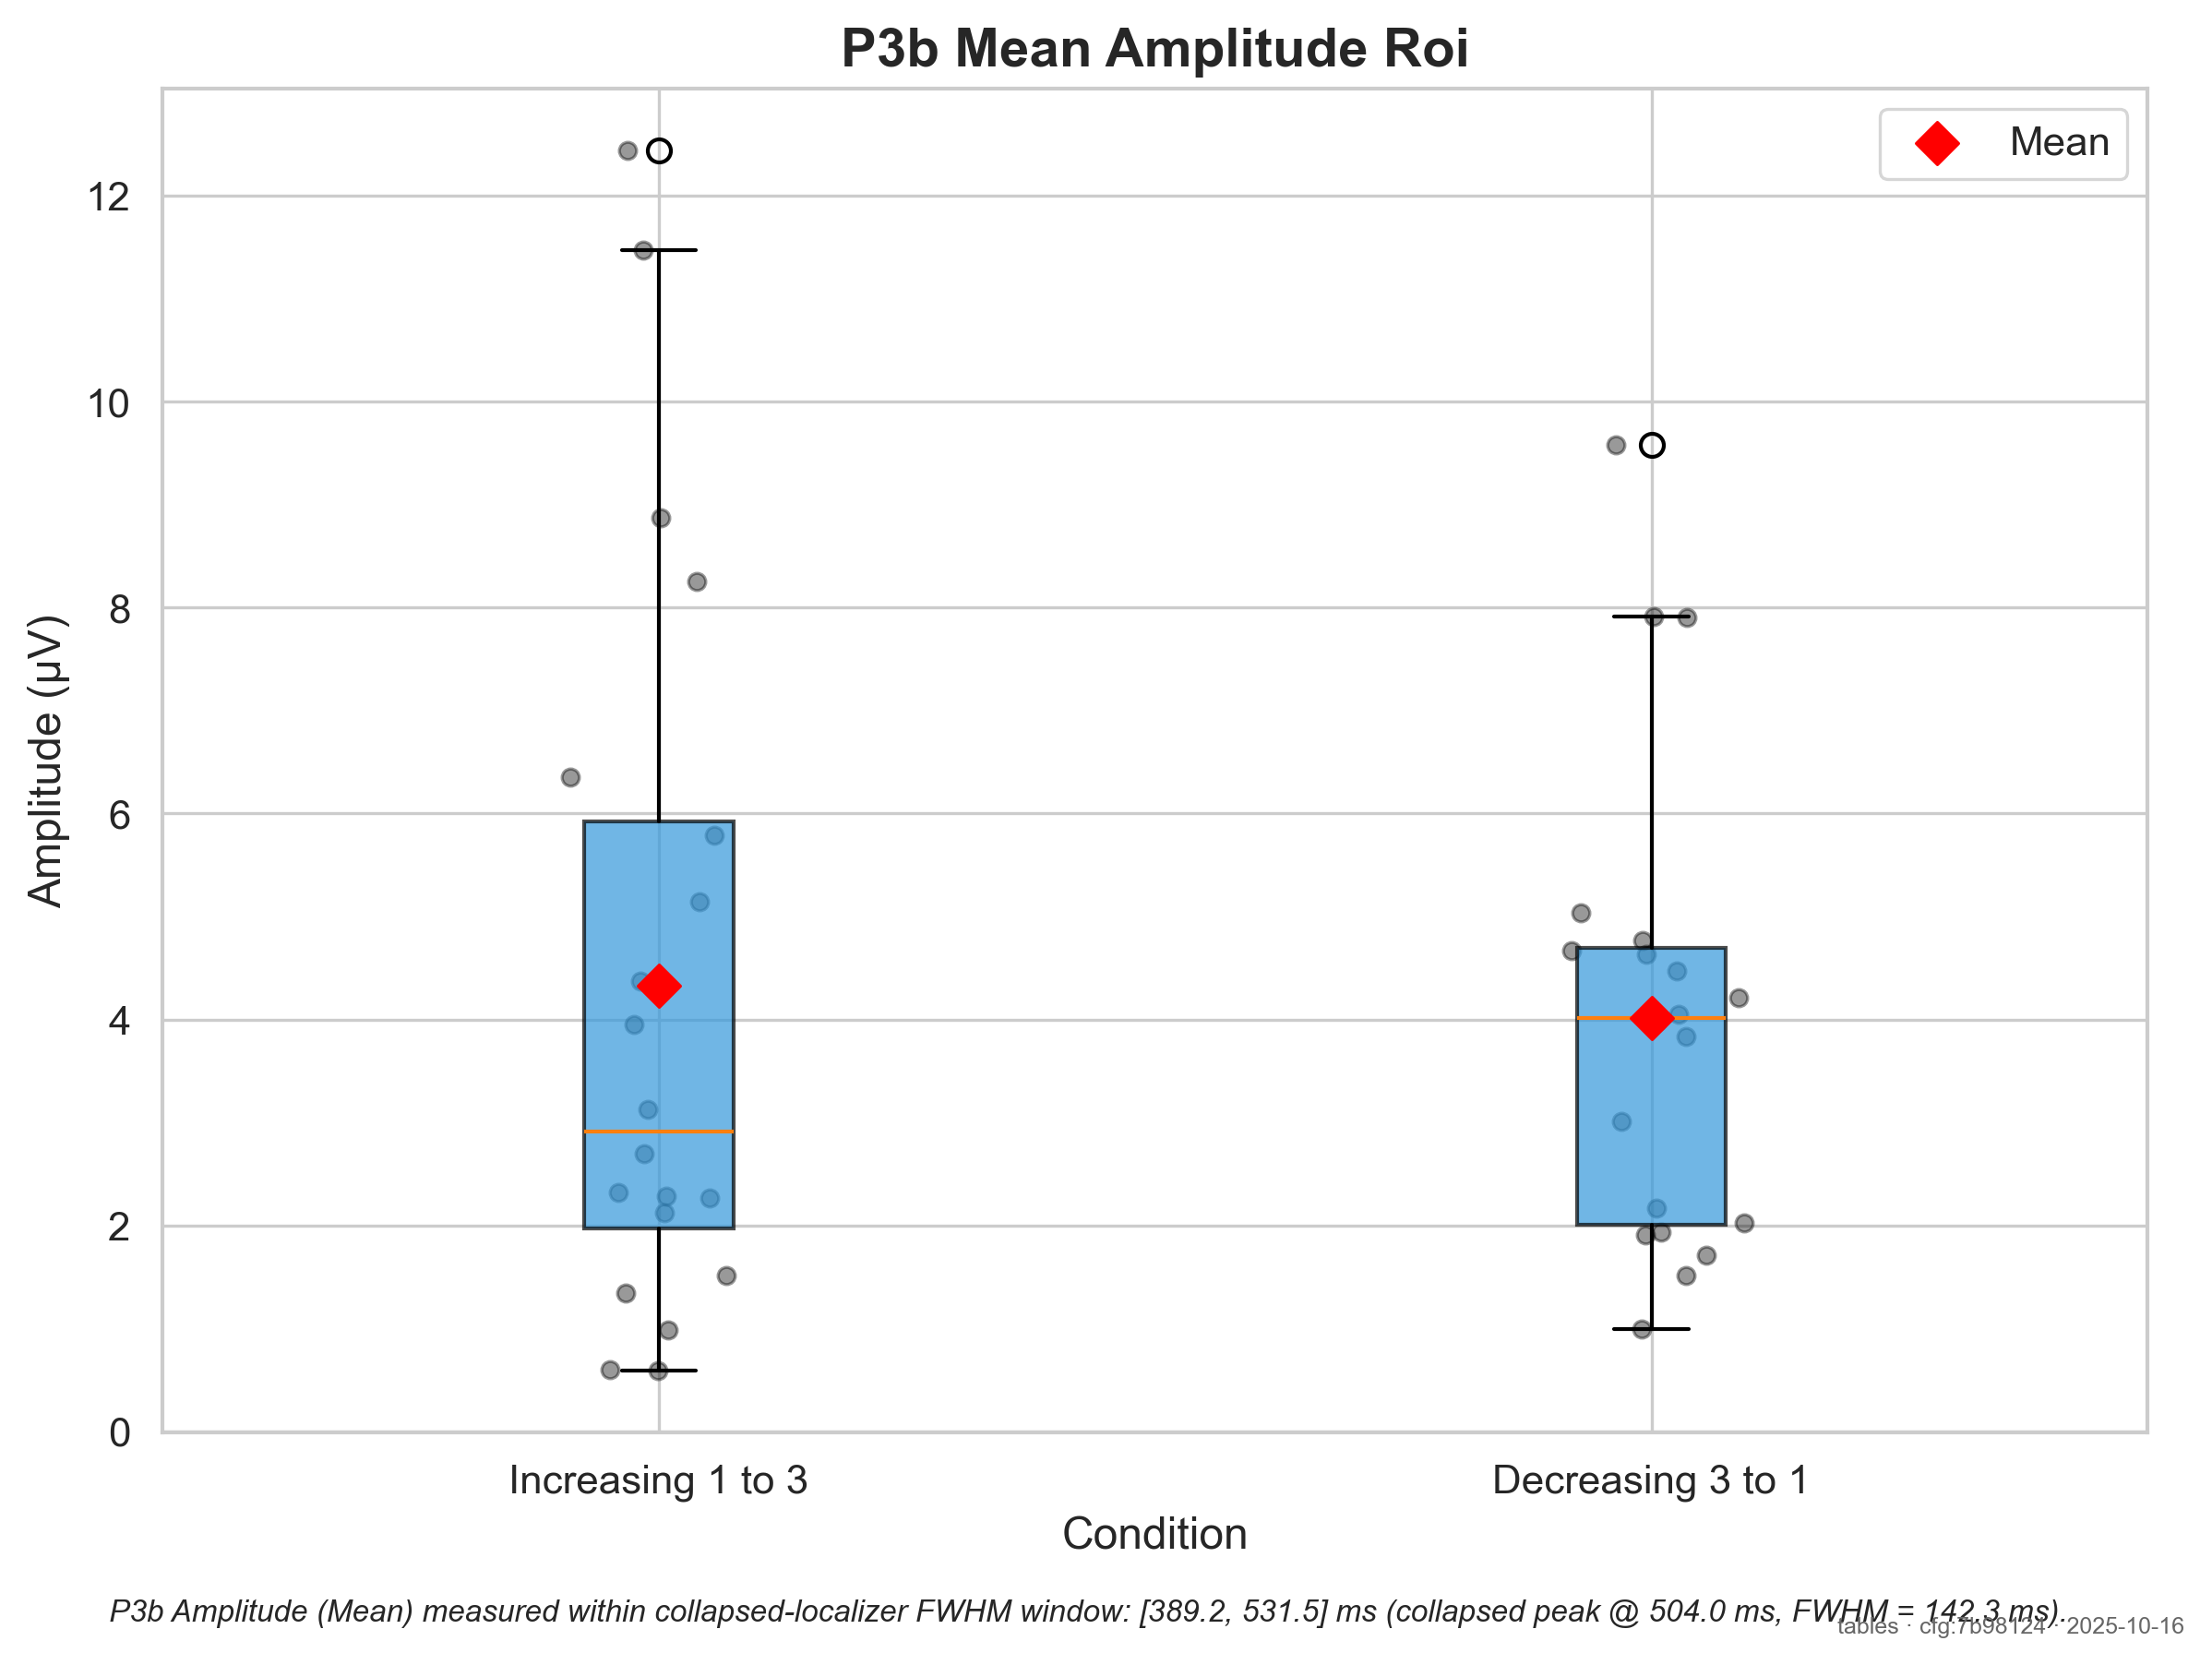 P3b Mean Amplitude Roi
Mean
12
10
8
6
4
2
0
Amplitude (µV)
Increasing 1 to 3
Decreasing 3 to 1
Condition
P3b Amplitude (Mean) measured within collapsed-localizer FWHM window: [389.2, 531.5] ms (collapsed peak @ 504.0 ms, FWHM = 142.3 ms).
tables · cfg:7b98124 · 2025-10-16